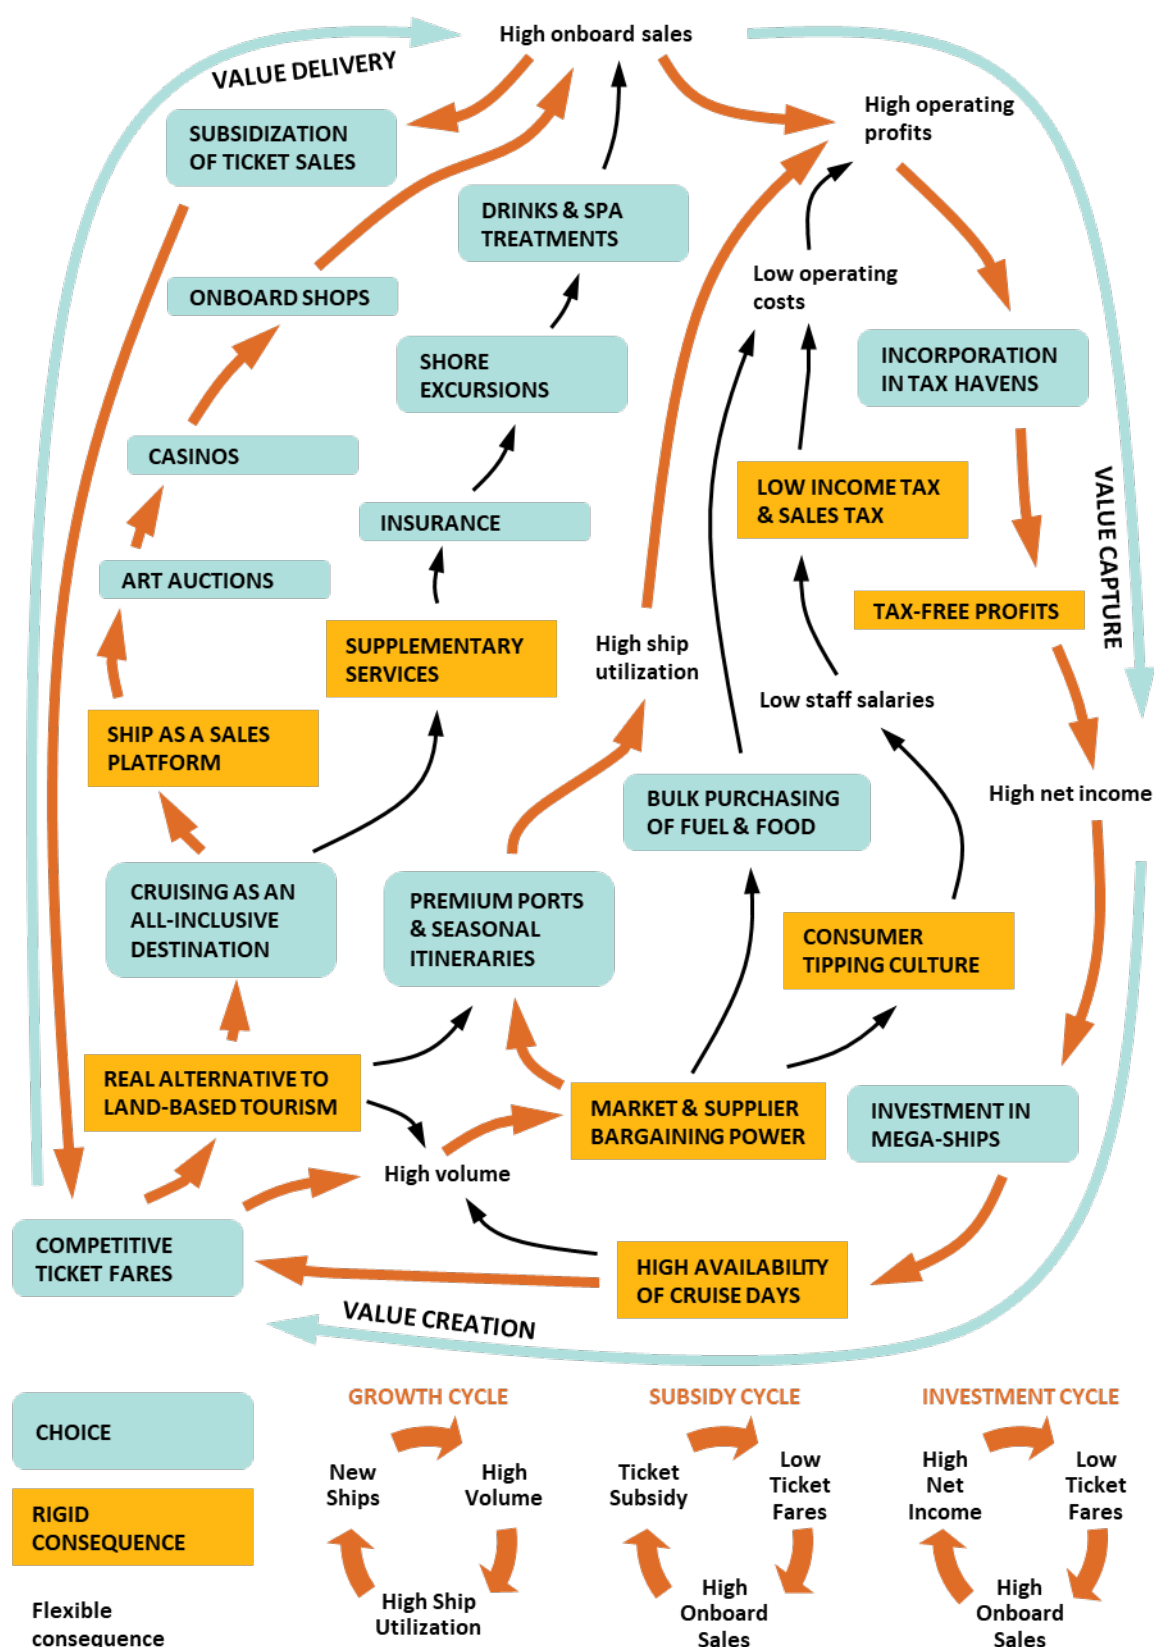 High onboard sales
VALUE DELIVERY
High operating
profits
SUBSIDIZATION
OF TICKET SALES
DRINKS & SPA
TREATMENTS
Low operating
costs
ONBOARD SHOPS
SHORE
EXCURSIONS
INCORPORATION
IN TAX HAVENS
CASINOS
LOW INCOME TAX
& SALES TAX
VALUE CAPTURE
INSURANCE
ART AUCTIONS
TAX-FREE PROFITS
SUPPLEMENTARY
SERVICES
High ship
utilization
Low staff salaries
SHIP AS A SALES
PLATFORM
High net income
BULK PURCHASING
OF FUEL & FOOD
CRUISING AS AN
ALL-INCLUSIVE
DESTINATION
PREMIUM PORTS
& SEASONAL
ITINERARIES
CONSUMER
TIPPING CULTURE
REAL ALTERNATIVE TO
LAND-BASED TOURISM
MARKET & SUPPLIER
BARGAINING POWER
INVESTMENT IN
MEGA-SHIPS
High volume
COMPETITIVE
TICKET FARES
HIGH AVAILABILITY
OF CRUISE DAYS
VALUE CREATION
CHOICE
RIGID
CONSEQUENCE
Flexible
consequence
GROWTH CYCLE
New
Ships
High
Volume
High Ship
Utilization
SUBSIDY CYCLE
Ticket
Subsidy
Low
Ticket
Fares
High
Onboard
Sales
INVESTMENT CYCLE
High
Net
Income
Low
Ticket
Fares
High
Onboard
Sales